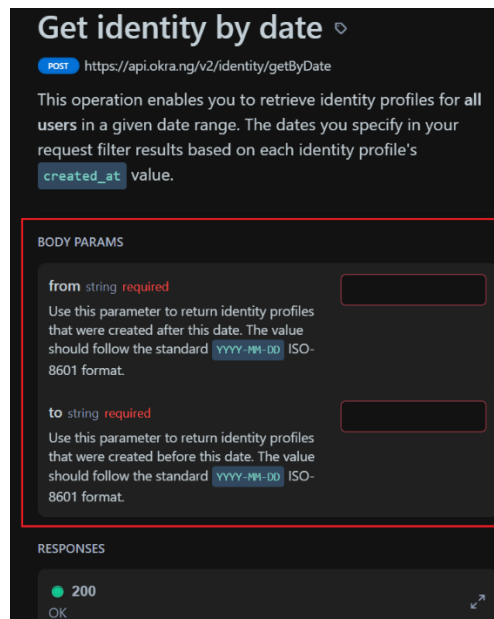 Get identity by date
POST https://api.okra.ng/v2/identity/getByDate
This operation enables you to retrieve identity profiles for all
users in a given date range. The dates you specify in your
request filter results based on each identity profile's
created_at value.
BODY PARAMS
from string required
Use this parameter to return identity profiles
that were created after this date. The value
should follow the standard YYYY-MM-DD ISO-
8601 format.
to string required
Use this parameter to return identity profiles
that were created before this date. The value
should follow the standard YYYY-MM-DD ISO-
8601 format.
RESPONSES
200
OK